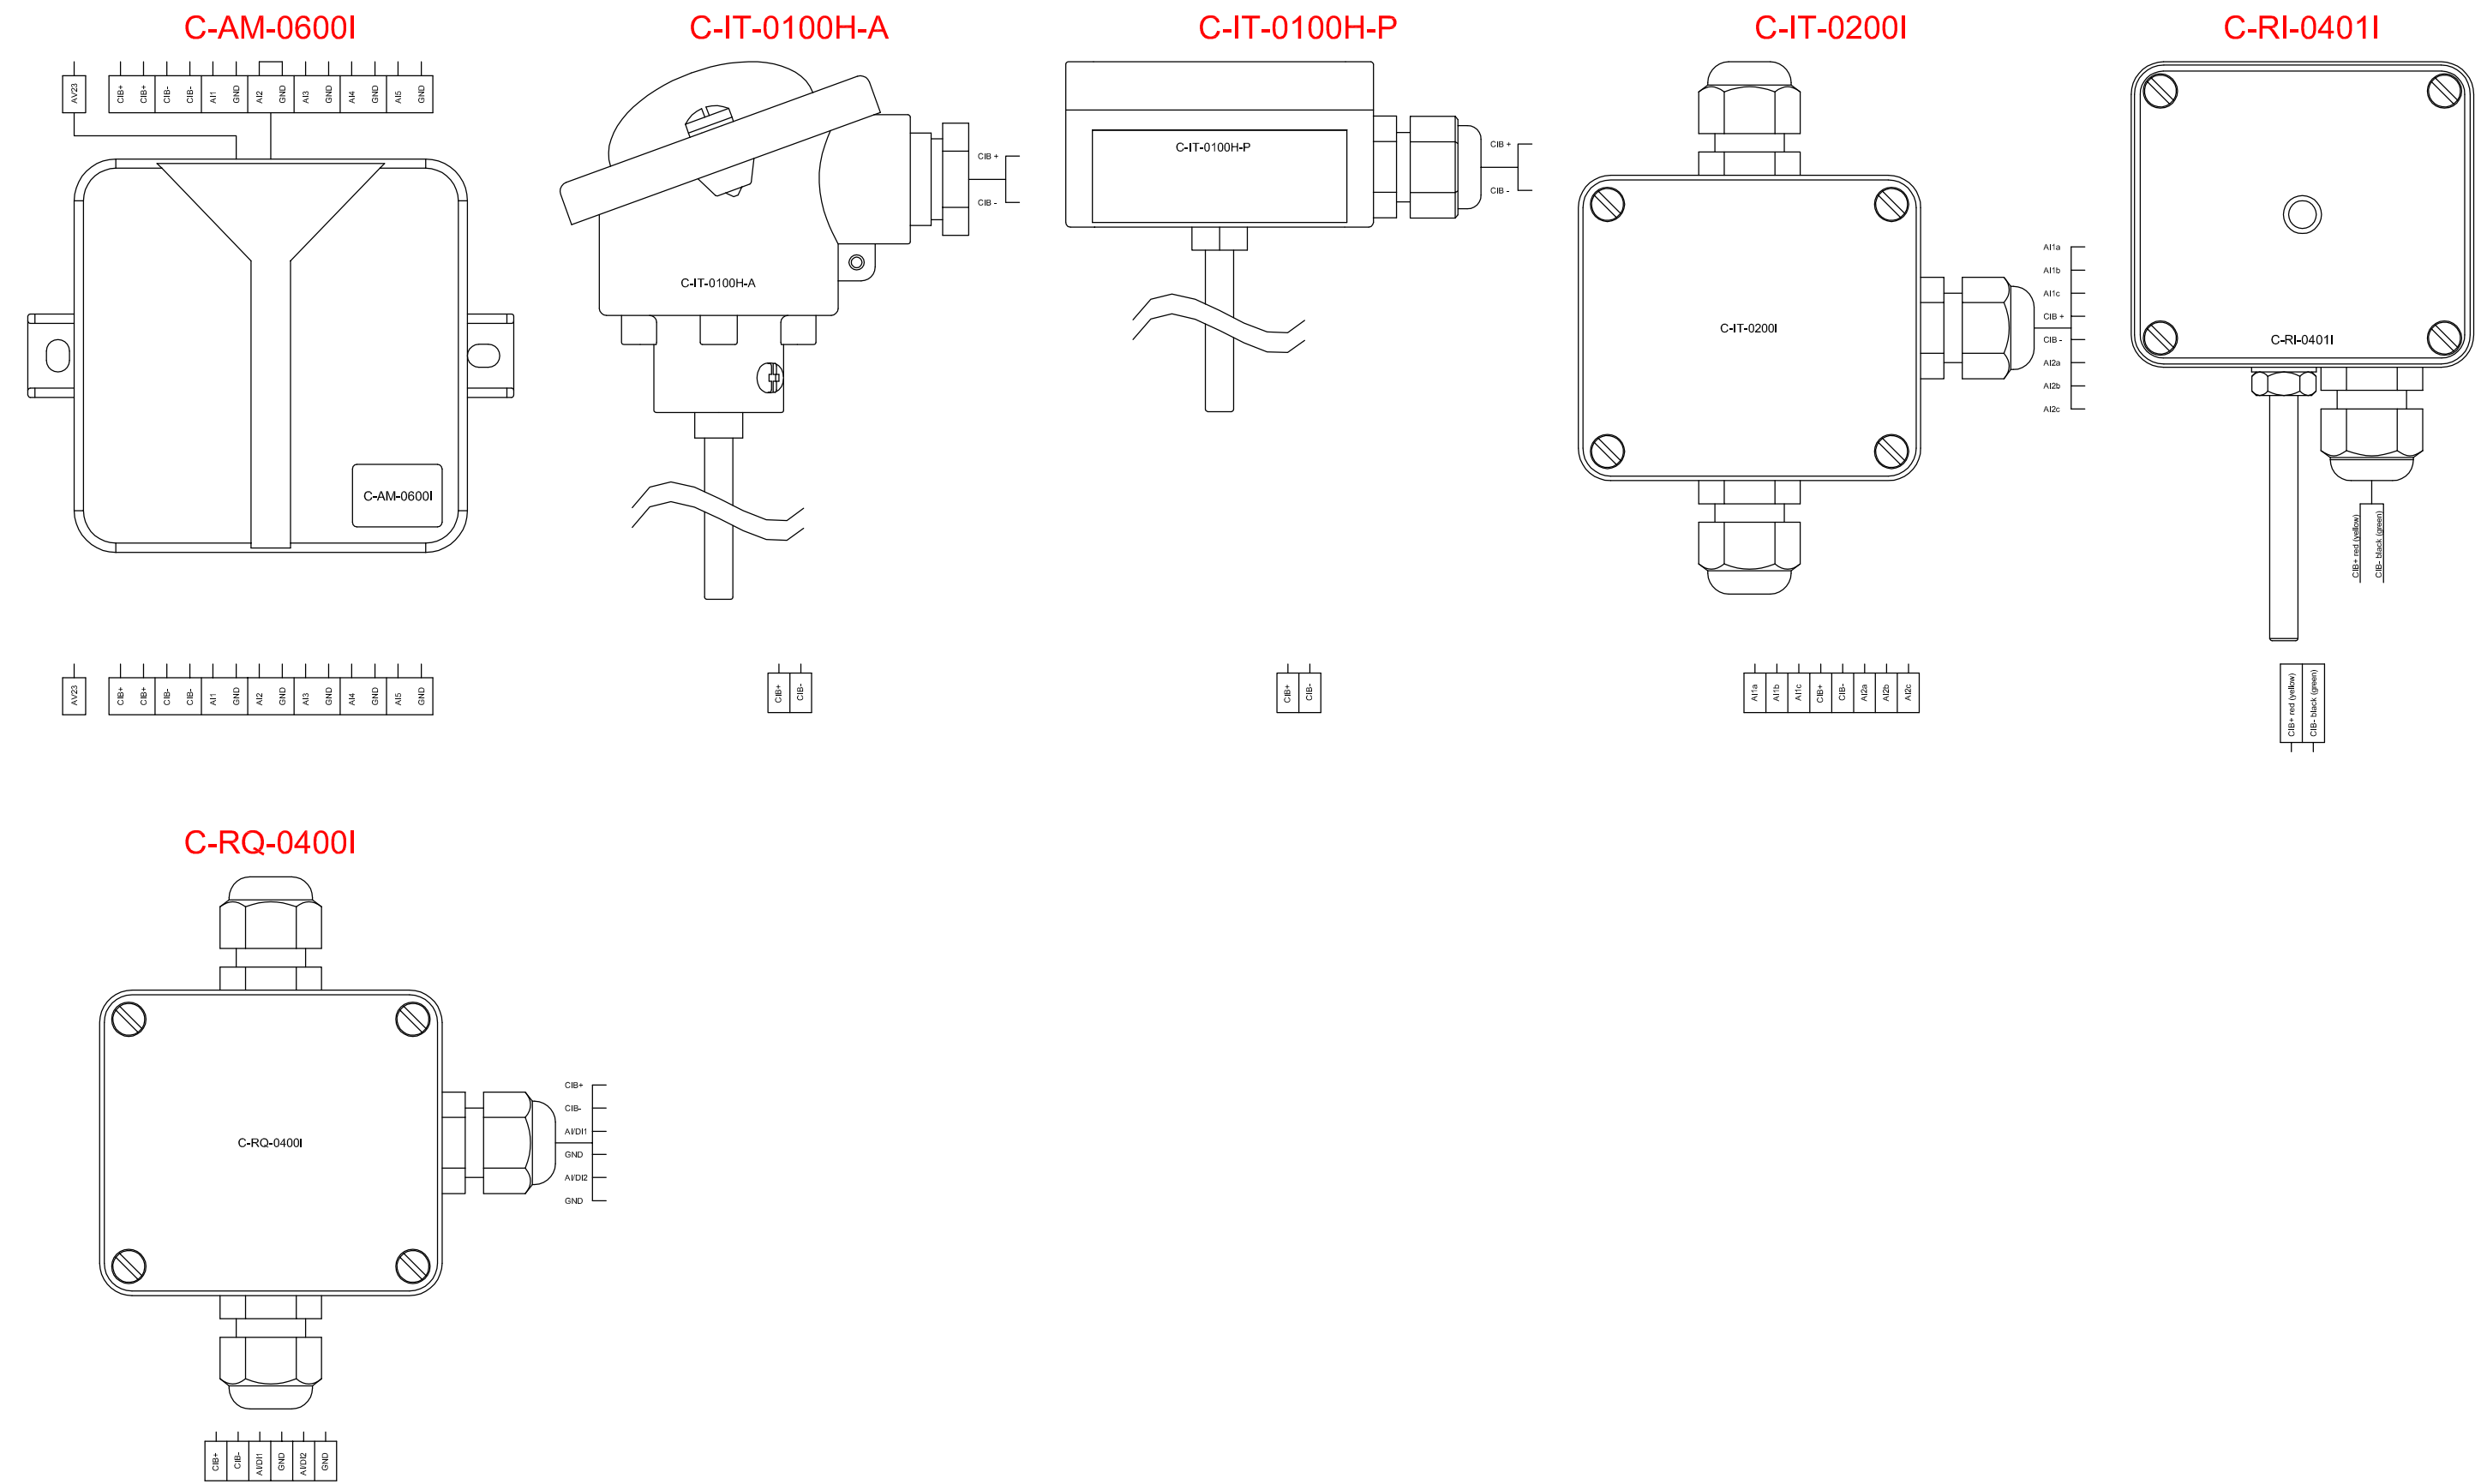 C-AM-0600I
C-IT-0100H-A
C-IT-0100H-P
C-IT-0200I
C-RI-0401I
AV23 CIB+ CIB+ CIB- CIB- AI1 GND AI2 GND AI3 GND AI4 GND AI5 GND
C-AM-0600I
CIB +
CIB -
C-IT-0100H-A
C-IT-0100H-P
CIB +
CIB -
C-IT-0200I
AI1a
AI1b
AI1c
CIB +
CIB -
AI2a
AI2b
AI2c
C-RI-0401I
CIB+ red (yellow)
CIB- black (green)
AV23 CIB+ CIB+ CIB- CIB- AI1 GND AI2 GND AI3 GND AI4 GND AI5 GND
CIB+ CIB-
CIB+ CIB-
AI1a AI1b AI1c CIB+ CIB- AI2a AI2b AI2c
CIB+ red (yellow)
CIB- black (green)
C-RQ-0400I
C-RQ-0400I
CIB+
CIB-
AI/DI1
GND
AI/DI2
GND
CIB+ CIB- AI/DI1 GND AI/DI2 GND